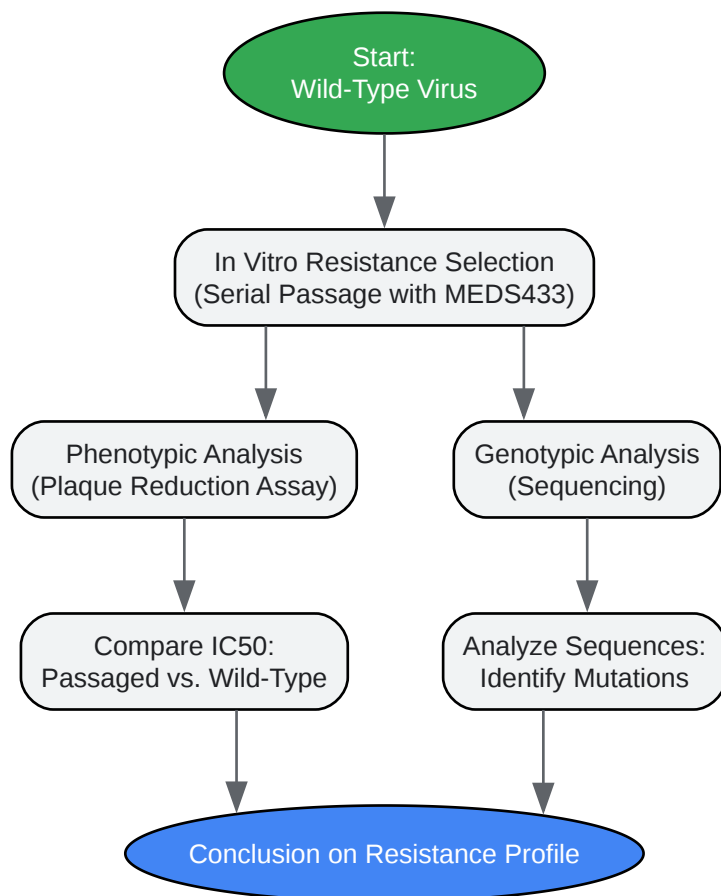 Start:
Wild-Type Virus
In Vitro Resistance Selection
(Serial Passage with MEDS433)
Phenotypic Analysis
(Plaque Reduction Assay)
Genotypic Analysis
(Sequencing)
Compare IC50:
Passaged vs. Wild-Type
Analyze Sequences:
Identify Mutations
Conclusion on Resistance Profile